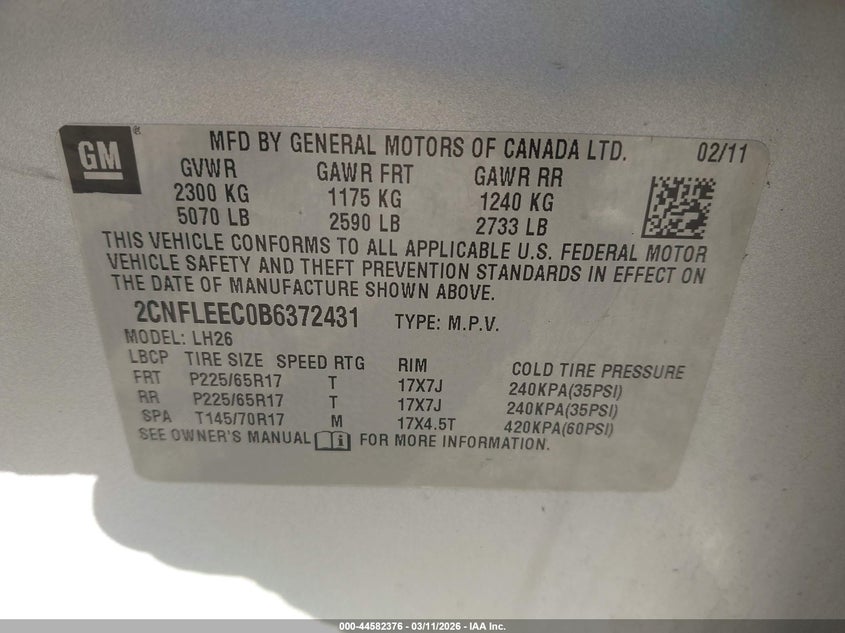 GM ®
MFD BY GENERAL MOTORS OF CANADA LTD. 02/11
GVWR GAWR FRT GAWR RR
2300 KG 1175 KG 1240 KG
5070 LB 2590 LB 2733 LB
THIS VEHICLE CONFORMS TO ALL APPLICABLE U.S. FEDERAL MOTOR
VEHICLE SAFETY AND THEFT PREVENTION STANDARDS IN EFFECT ON
THE DATE OF MANUFACTURE SHOWN ABOVE.
2CNFLEEC0B6372431 TYPE: M.P.V.
MODEL: LH26
LBCP TIRE SIZE SPEED RTG RIM COLD TIRE PRESSURE
FRT P225/65R17 T 17X7J 240KPA(35PSI)
RR P225/65R17 T 17X7J 240KPA(35PSI)
SPA T145/70R17 M 17X4.5T 420KPA(60PSI)
SEE OWNER'S MANUAL FOR MORE INFORMATION.
000-44582376 - 03/11/2026 - IAA Inc.